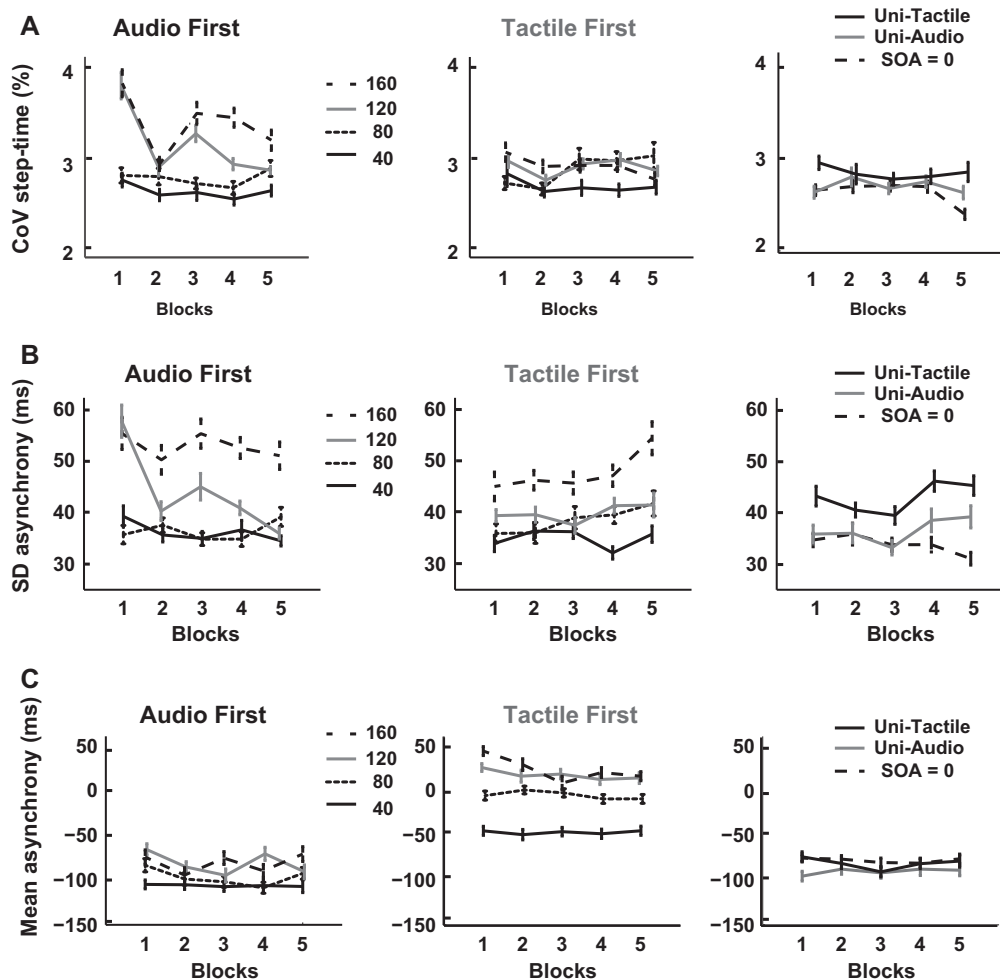 A
Audio First
Tactile First
Uni-Tactile
Uni-Audio
SOA = 0
CoV step-time (%)
4
3
2
1 2 3 4 5
Blocks
160
120
80
40
4
3
2
1 2 3 4 5
Blocks
4
3
2
1 2 3 4 5
Blocks
B
Audio First
Tactile First
Uni-Tactile
Uni-Audio
SOA = 0
SD asynchrony (ms)
60
50
40
30
1 2 3 4 5
Blocks
160
120
80
40
60
50
40
30
1 2 3 4 5
Blocks
60
50
40
30
1 2 3 4 5
Blocks
C
Audio First
Tactile First
Uni-Tactile
Uni-Audio
SOA = 0
Mean asynchrony (ms)
50
0
−50
−100
−150
1 2 3 4 5
Blocks
160
120
80
40
50
0
−50
−100
−150
1 2 3 4 5
Blocks
50
0
−50
−100
−150
1 2 3 4 5
Blocks